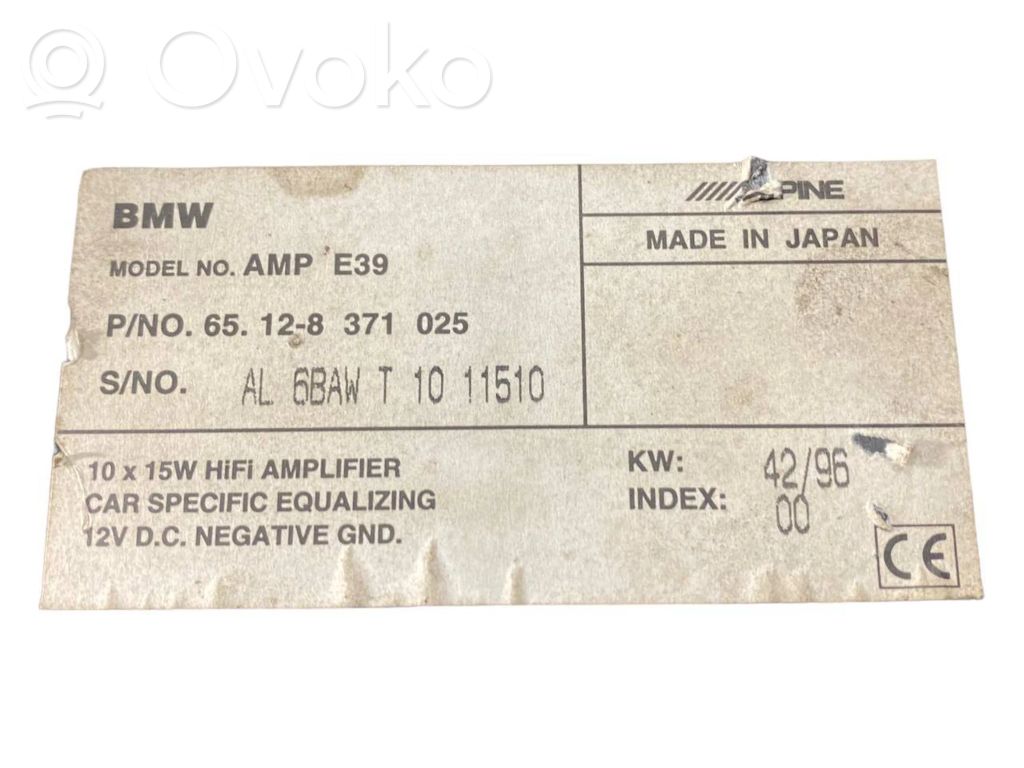 Ovoko
BMW
MODEL NO. AMP E39
P/NO. 65. 12-8 371 025
S/NO. AL 6BAW T 10 11510
MADE IN JAPAN
10 x 15W HiFi AMPLIFIER
CAR SPECIFIC EQUALIZING
12V D.C. NEGATIVE GND.
KW: 42/96
INDEX: 00
CE